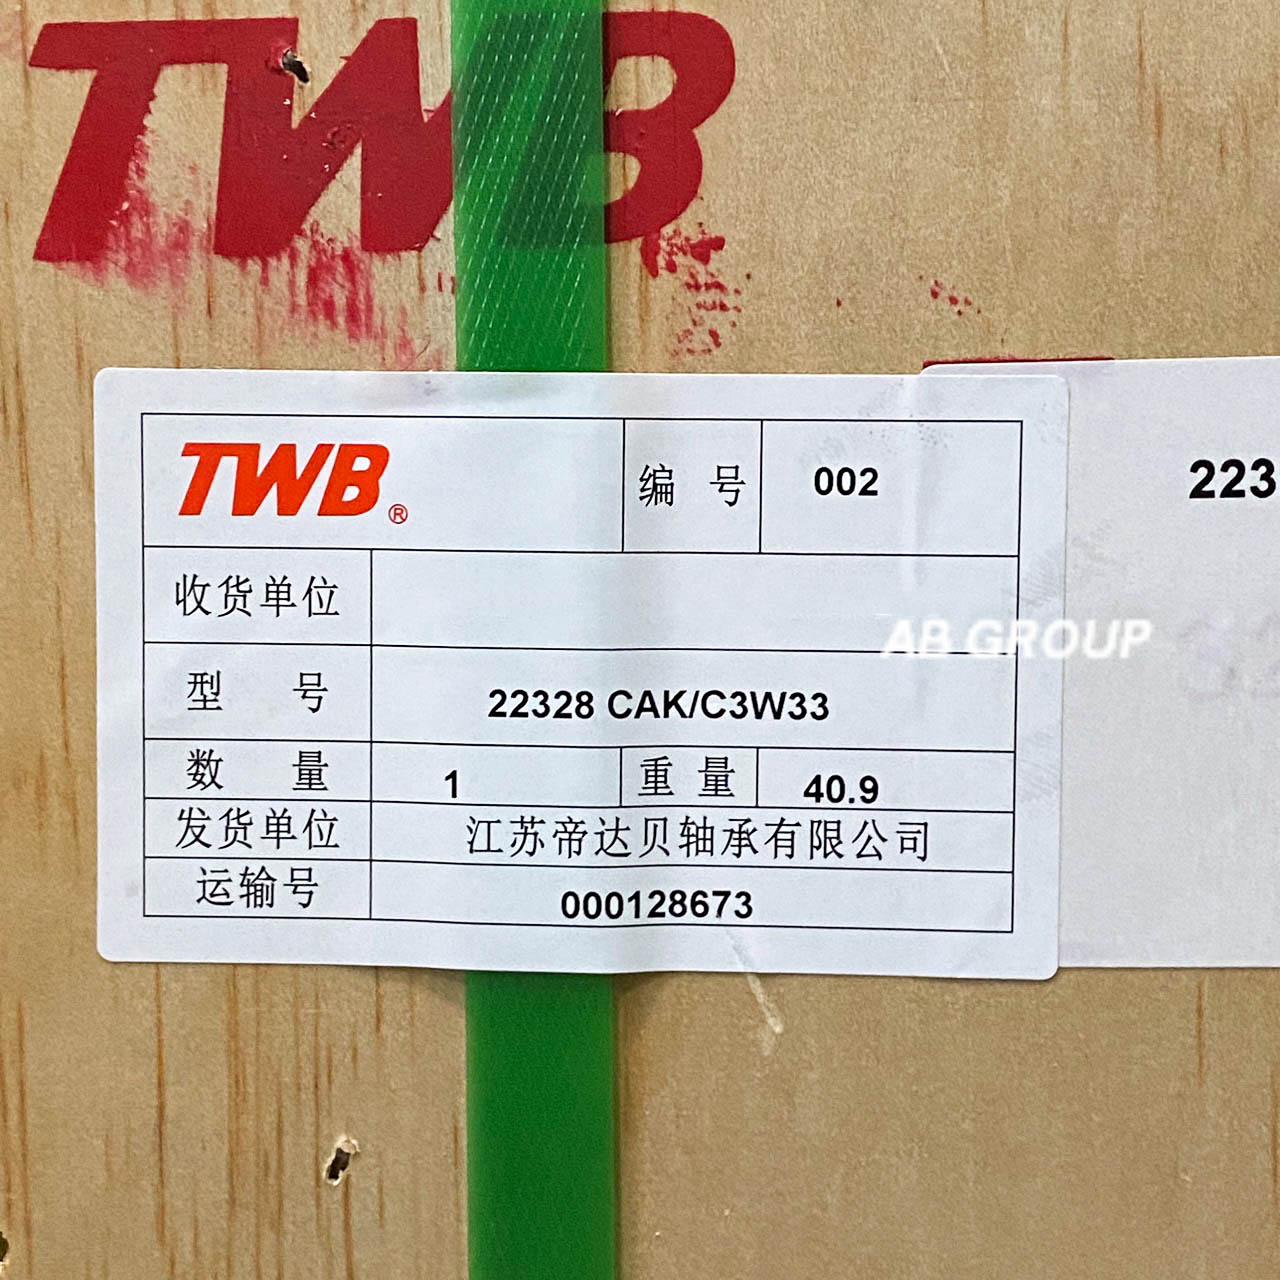 TWB
TWB®
编 号 002
223
收货单位
AB GROUP
型 号 22328 CAK/C3W33
数 量 1 重 量 40.9
发货单位 江苏帝达贝轴承有限公司
运输号 000128673